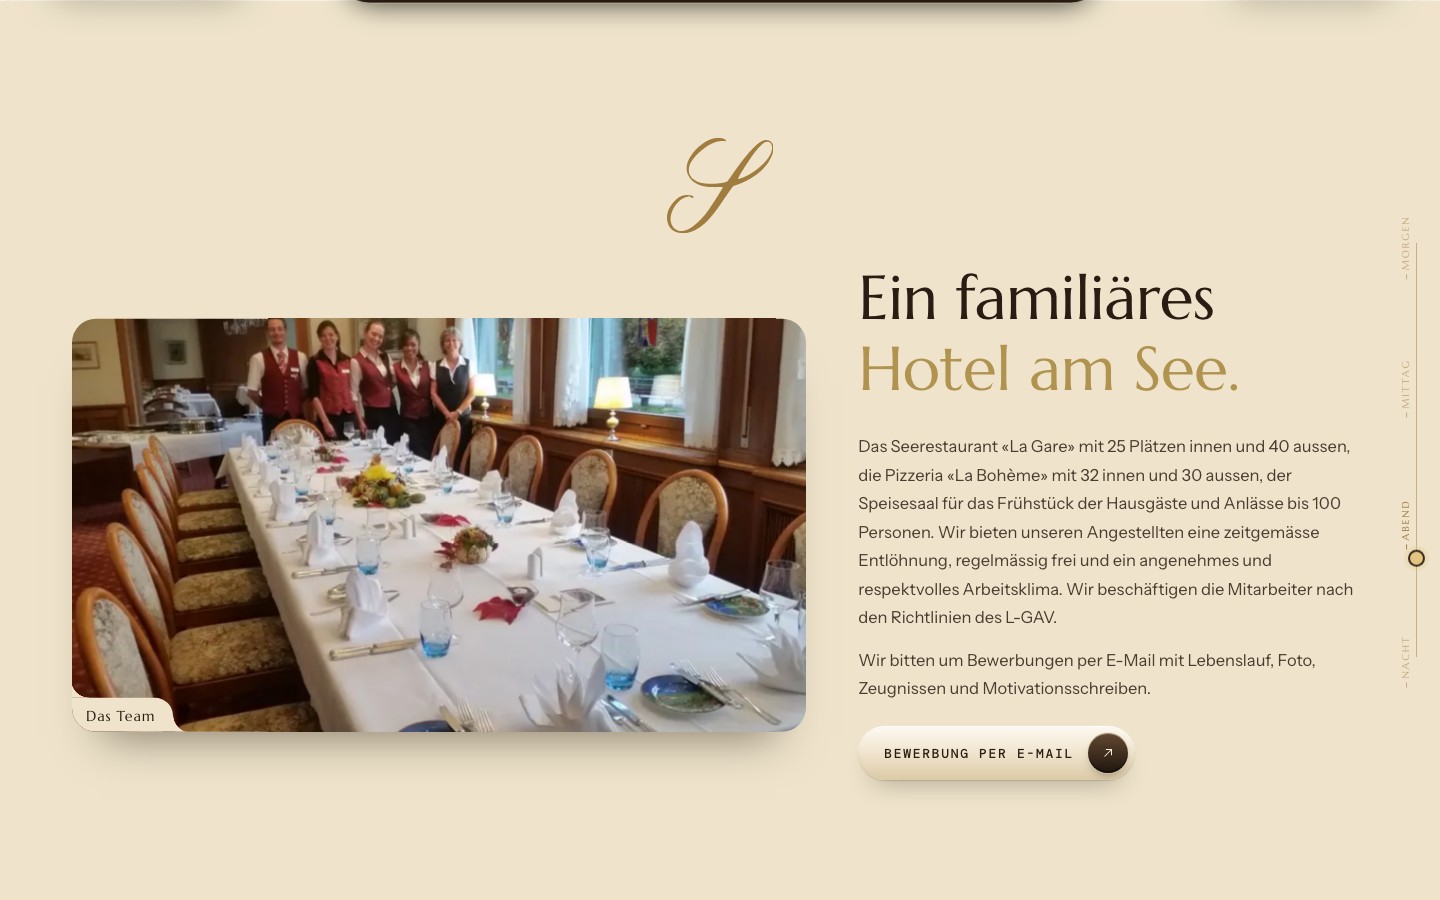 S
Ein familiäres
Hotel am See.
Das Seerestaurant «La Gare» mit 25 Plätzen innen und 40 aussen,
die Pizzeria «La Bohème» mit 32 innen und 30 aussen, der
Speisesaal für das Frühstück der Hausgäste und Anlässe bis 100
Personen. Wir bieten unseren Angestellten eine zeitgemässe
Entlöhnung, regelmässig frei und ein angenehmes und
respektvolles Arbeitsklima. Wir beschäftigen die Mitarbeiter nach
den Richtlinien des L-GAV.
Wir bitten um Bewerbungen per E-Mail mit Lebenslauf, Foto,
Zeugnissen und Motivationsschreiben.
BEWERBUNG PER E-MAIL
Das Team
– MORGEN
– MITTAG
– ABEND
– NACHT